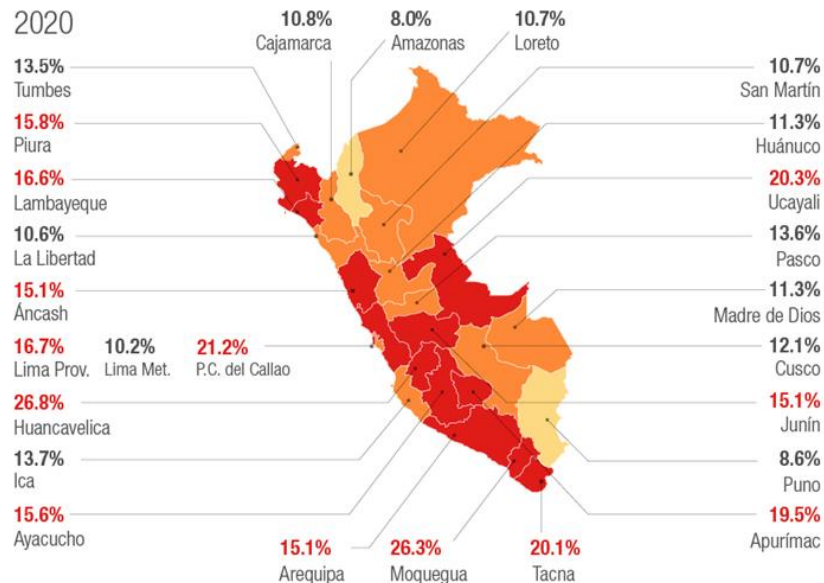 2020
10.8%
Cajamarca
8.0%
Amazonas
10.7%
Loreto
13.5%
Tumbes
15.8%
Piura
16.6%
Lambayeque
10.6%
La Libertad
15.1%
Áncash
16.7%
Lima Prov.
10.2%
Lima Met.
21.2%
P.C. del Callao
26.8%
Huancavelica
13.7%
Ica
15.6%
Ayacucho
15.1%
Arequipa
26.3%
Moquegua
20.1%
Tacna
10.7%
San Martín
11.3%
Huánuco
20.3%
Ucayali
13.6%
Pasco
11.3%
Madre de Dios
12.1%
Cusco
15.1%
Junín
8.6%
Puno
19.5%
Apurímac